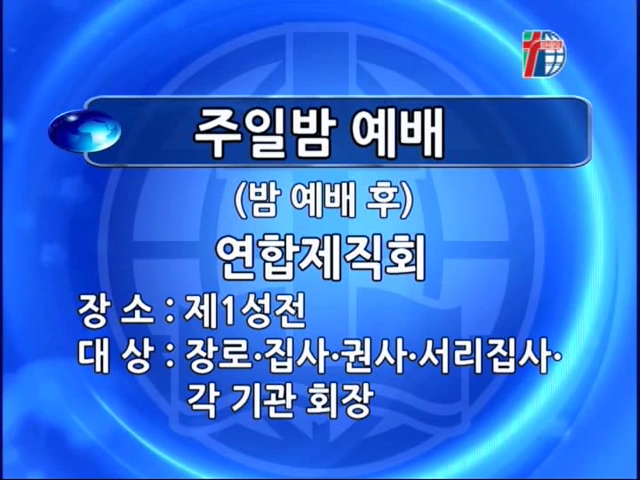 주일밤 예배
(밤 예배 후)
연합제직회
장 소 : 제1성전
대 상 : 장로·집사·권사·서리집사·
각 기관 회장